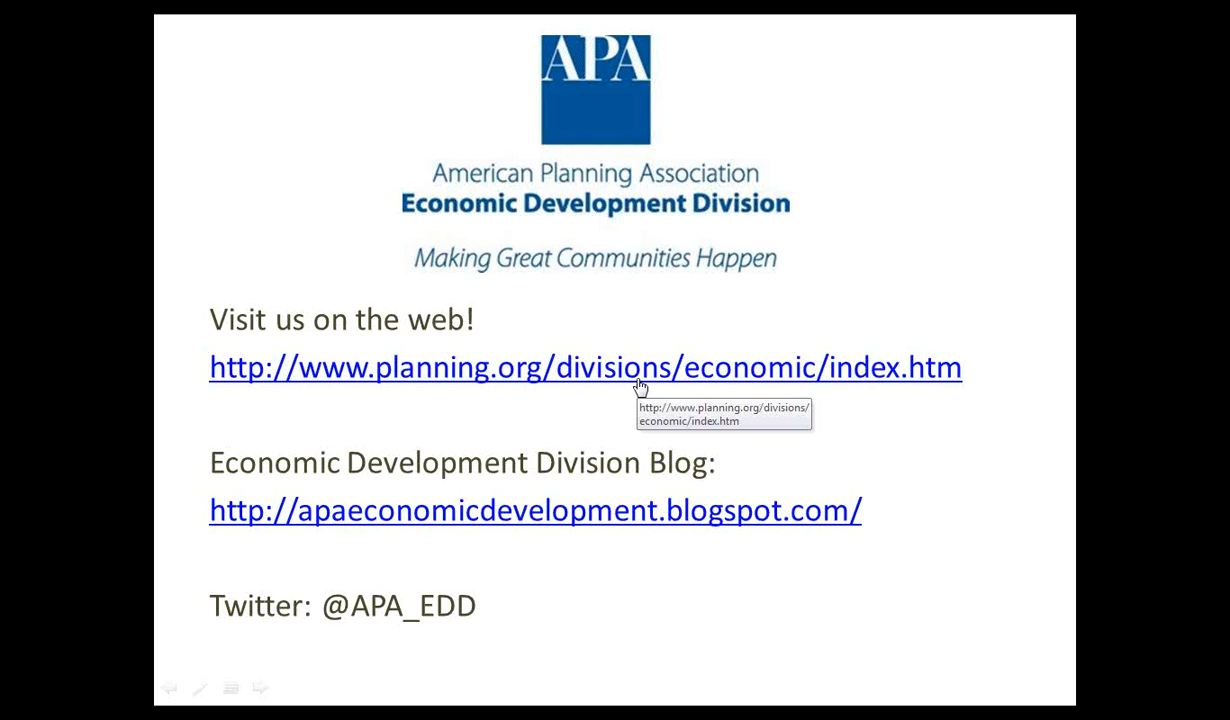 APA
American Planning Association
Economic Development Division
Making Great Communities Happen
Visit us on the web!
http://www.planning.org/divisions/economic/index.htm
http://www.planning.org/divisions/
economic/index.htm
Economic Development Division Blog:
http://apaeconomicdevelopment.blogspot.com/
Twitter: @APA_EDD